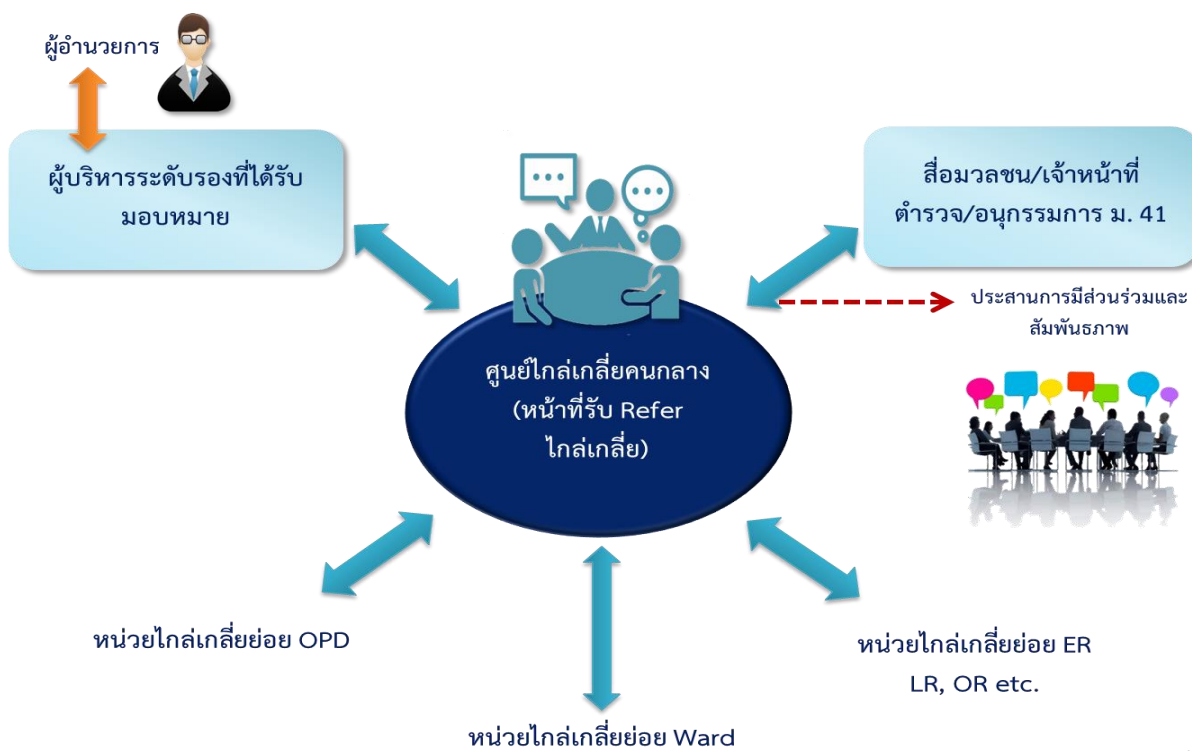 ผู้อำนวยการ
ผู้บริหารระดับรองที่ได้รับ
มอบหมาย
สื่อมวลชน/เจ้าหน้าที่
ตำรวจ/อนุกรรมการ ม. 41
ประสานการมีส่วนร่วมและ
สัมพันธภาพ
ศูนย์ไกล่เกลี่ยคนกลาง
(หน้าที่รับ Refer
ไกล่เกลี่ย)
หน่วยไกล่เกลี่ยย่อย OPD
หน่วยไกล่เกลี่ยย่อย ER
LR, OR etc.
หน่วยไกล่เกลี่ยย่อย Ward